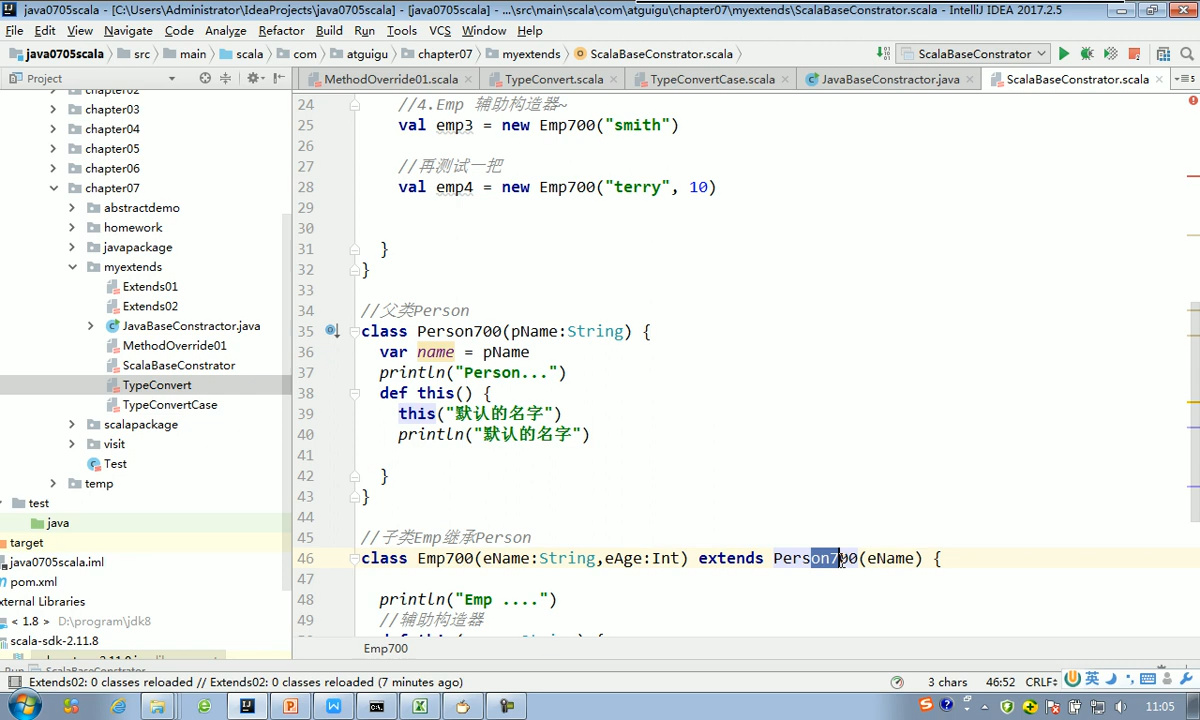 java0705scala - [C:\Users\Administrator\IdeaProjects\java0705scala] - [java0705scala] - ...\src\main\scala\com\atguigu\chapter07\myextends\ScalaBaseConstrator.scala - IntelliJ IDEA 2017.2.5
File Edit View Navigate Code Analyze Refactor Build Run Tools VCS Window Help
java0705scala src main scala com atguigu chapter07 myextends ScalaBaseConstrator.scala ScalaBaseConstrator
Project MethodOverride01.scala TypeConvert.scala TypeConvertCase.scala JavaBaseConstractor.java ScalaBaseConstrator.scala
chapter02
chapter03
chapter04
chapter05
chapter06
chapter07
abstractdemo
homework
javapackage
myextends
Extends01
Extends02
JavaBaseConstractor.java
MethodOverride01
ScalaBaseConstrator
TypeConvert
TypeConvertCase
scalapackage
visit
Test
temp
test
java
target
java0705scala.iml
pom.xml
xternal Libraries
< 1.8 > D:\program\jdk8
scala-sdk-2.11.8
24 //4.Emp 辅助构造器~
25 val emp3 = new Emp700("smith")
26
27 //再测试一把
28 val emp4 = new Emp700("terry", 10)
29
30
31 }
32 }
33
34 //父类Person
35 class Person700(pName:String) {
36 var name = pName
37 println("Person...")
38 def this() {
39 this("默认的名字")
40 println("默认的名字")
41
42 }
43 }
44
45 //子类Emp继承Person
46 class Emp700(eName:String,eAge:Int) extends Person700(eName) {
47
48 println("Emp ....")
49 //辅助构造器
Emp700
Run ScalaBaseConstrator
Extends02: 0 classes reloaded // Extends02: 0 classes reloaded (7 minutes ago) 3 chars 46:52 CRLF 英
11:05